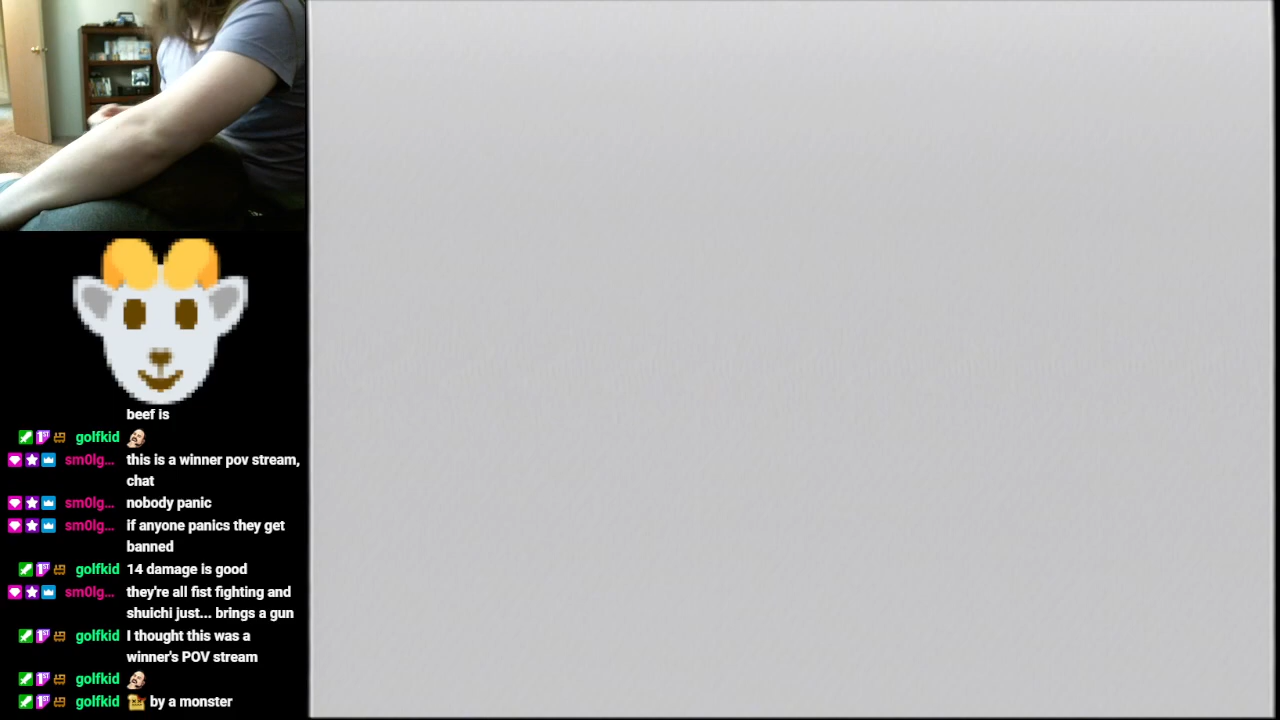 beef is
golfkid
sm0lg... this is a winner pov stream,
chat
sm0lg... nobody panic
sm0lg... if anyone panics they get
banned
golfkid 14 damage is good
sm0lg... they're all fist fighting and
shuichi just... brings a gun
golfkid I thought this was a
winner's POV stream
golfkid
golfkid by a monster